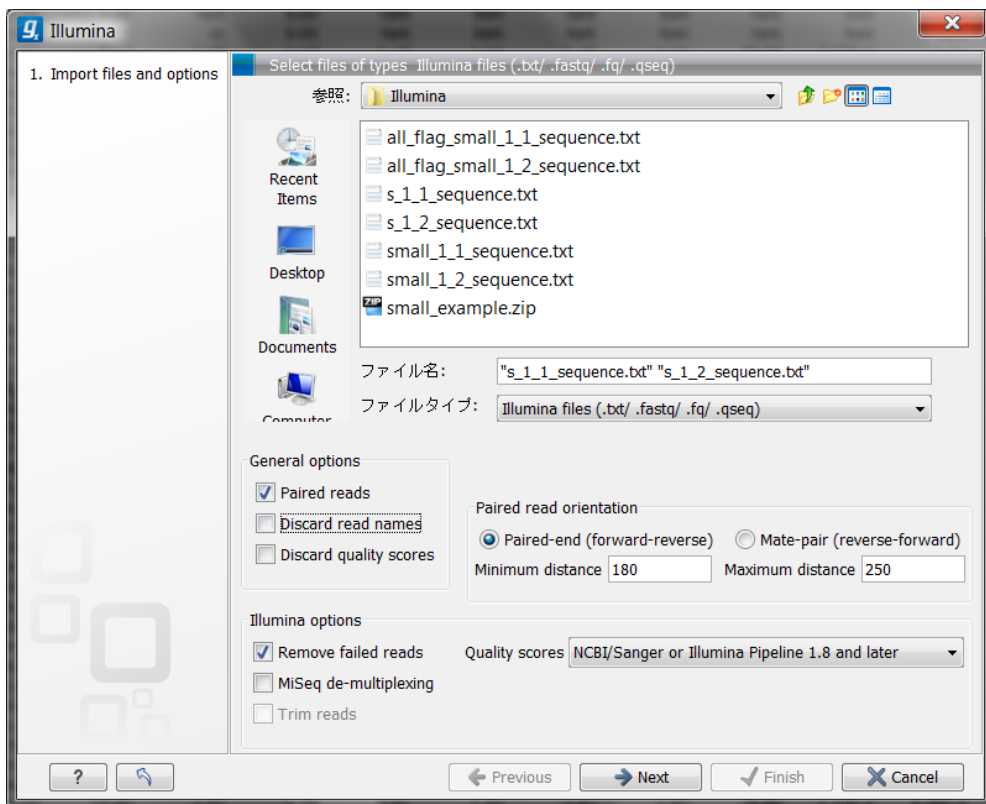 Illumina
1. Import files and options
Select files of types Illumina files (.txt/ .fastq/ .fq/ .qseq)
参照: Illumina
Recent
Items
Desktop
Documents
Computer
all_flag_small_1_1_sequence.txt
all_flag_small_1_2_sequence.txt
s_1_1_sequence.txt
s_1_2_sequence.txt
small_1_1_sequence.txt
small_1_2_sequence.txt
small_example.zip
ファイル名: "s_1_1_sequence.txt" "s_1_2_sequence.txt"
ファイルタイプ: Illumina files (.txt/ .fastq/ .fq/ .qseq)
General options
Paired reads
Discard read names
Discard quality scores
Paired read orientation
Paired-end (forward-reverse) Mate-pair (reverse-forward)
Minimum distance 180 Maximum distance 250
Illumina options
Remove failed reads Quality scores NCBI/Sanger or Illumina Pipeline 1.8 and later
MiSeq de-multiplexing
Trim reads
? Previous Next Finish Cancel